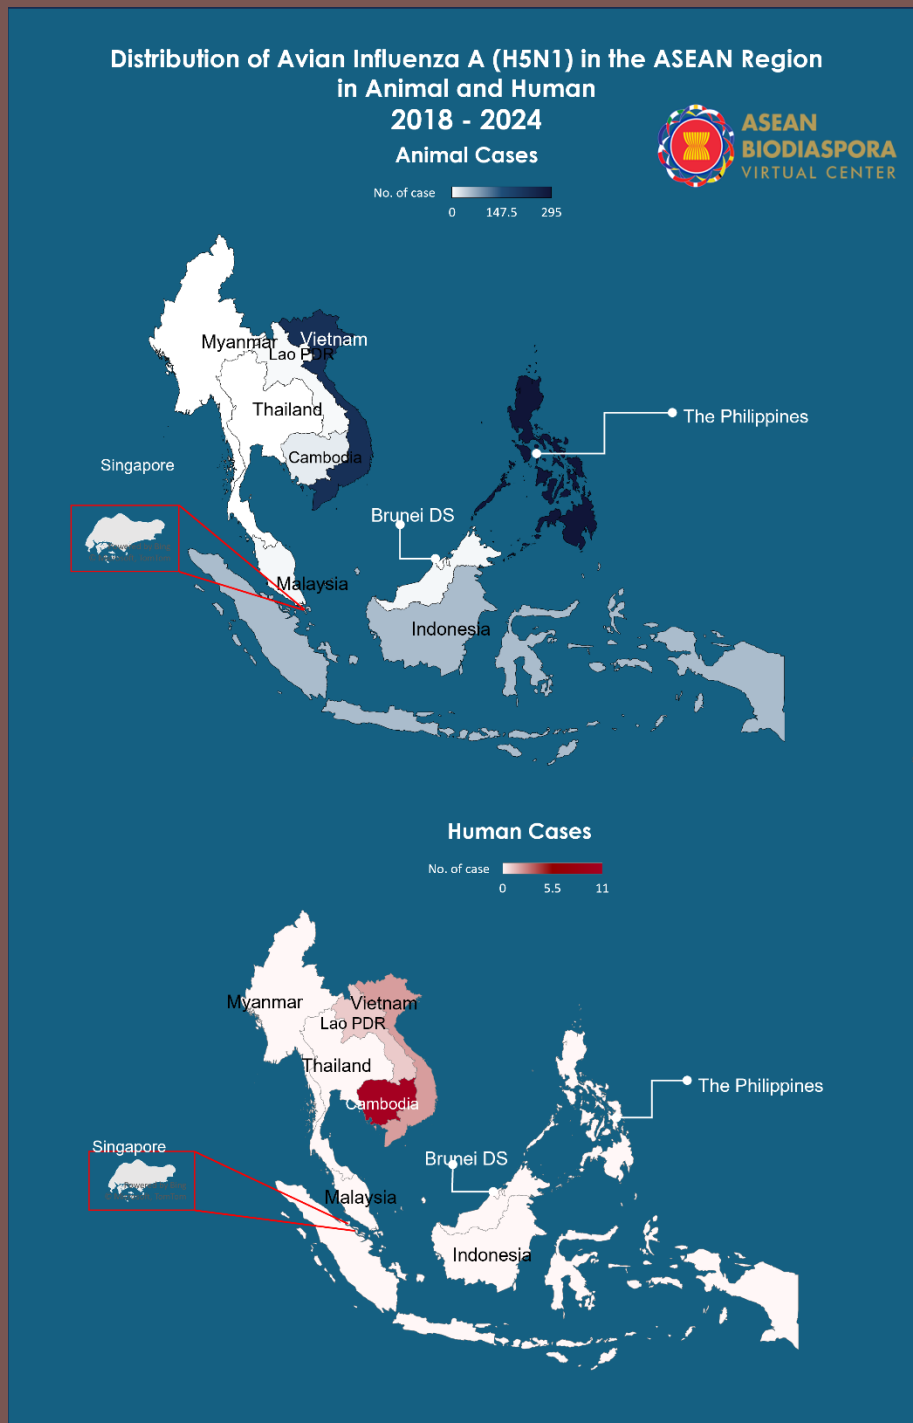 Distribution of Avian Influenza A (H5N1) in the ASEAN Region
in Animal and Human
2018 - 2024
ASEAN
BIODIASPORA
VIRTUAL CENTER
Animal Cases
No. of case
0 147.5 295
Myanmar
Vietnam
Lao PDR
Thailand
The Philippines
Cambodia
Singapore
Brunei DS
Malaysia
Indonesia
Human Cases
No. of case
0 5.5 11
Myanmar
Vietnam
Lao PDR
Thailand
The Philippines
Cambodia
Singapore
Brunei DS
Powered by Bing
Malaysia
Indonesia